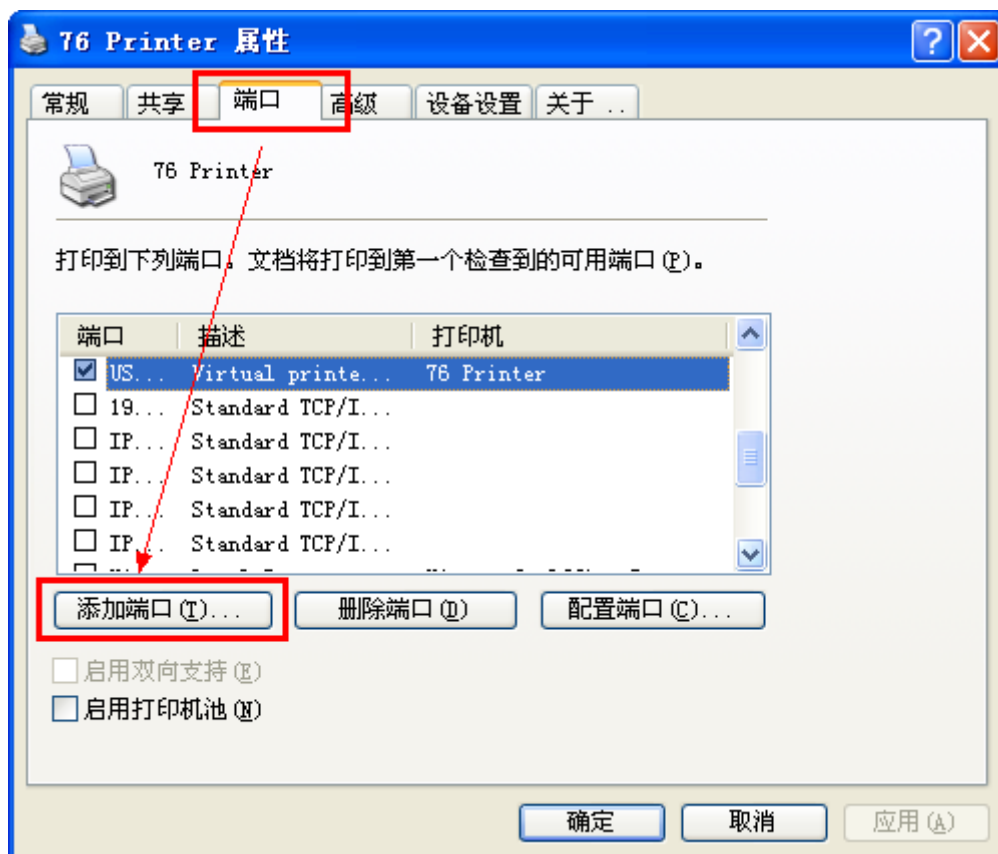 76 Printer 属性
常规 共享 端口 高级 设备设置 关于 ..
76 Printer
打印到下列端口。文档将打印到第一个检查到的可用端口(P)。
端口 描述 打印机
US... Virtual printe... 76 Printer
19... Standard TCP/I...
IP... Standard TCP/I...
IP... Standard TCP/I...
IP... Standard TCP/I...
IP... Standard TCP/I...
添加端口(T)... 删除端口(D) 配置端口(C)...
启用双向支持(E)
启用打印机池(N)
确定 取消 应用(A)